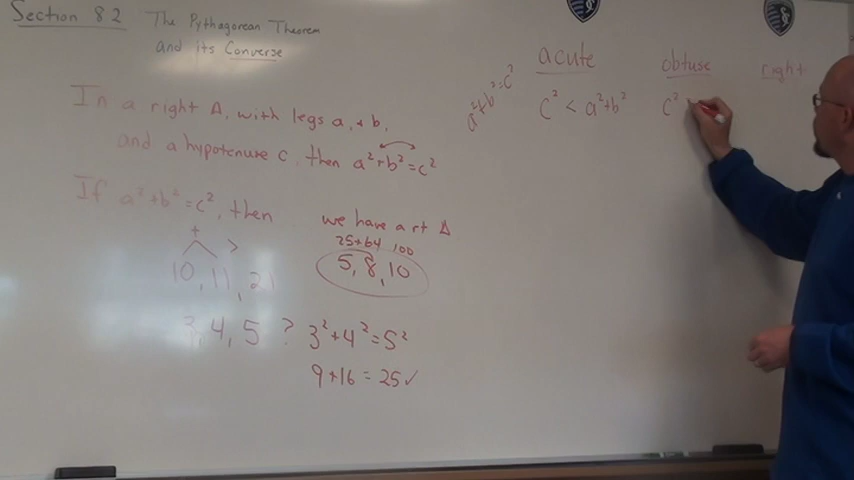 Section 8.2 The Pythagorean Theorem
and its Converse
In a right Δ, with legs a, + b,
and a hypotenuse c, then a²+b²=c²
If a²+b²=c², then
we have a rt Δ
+ >
10, 11, 21
25+64 100
5, 8, 10
3, 4, 5 ? 3²+4²=5²
9+16=25✓
a²+b²=c²
acute obtuse right
c² < a²+b² c²